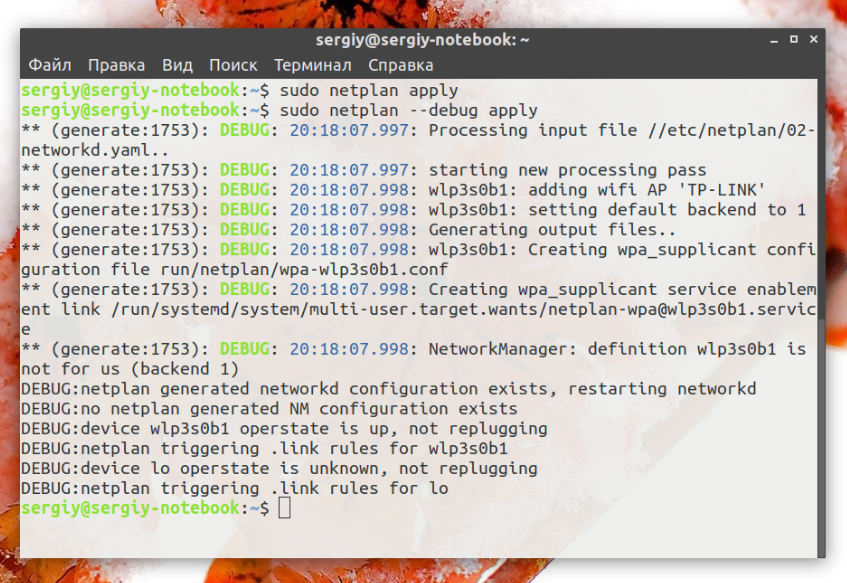 sergiy@sergiy-notebook: ~
Файл Правка Вид Поиск Терминал Справка
sergiy@sergiy-notebook:~$ sudo netplan apply
sergiy@sergiy-notebook:~$ sudo netplan --debug apply
** (generate:1753): DEBUG: 20:18:07.997: Processing input file //etc/netplan/02-
networkd.yaml..
** (generate:1753): DEBUG: 20:18:07.997: starting new processing pass
** (generate:1753): DEBUG: 20:18:07.998: wlp3s0b1: adding wifi AP 'TP-LINK'
** (generate:1753): DEBUG: 20:18:07.998: wlp3s0b1: setting default backend to 1
** (generate:1753): DEBUG: 20:18:07.998: Generating output files..
** (generate:1753): DEBUG: 20:18:07.998: wlp3s0b1: Creating wpa_supplicant confi
guration file run/netplan/wpa-wlp3s0b1.conf
** (generate:1753): DEBUG: 20:18:07.998: Creating wpa_supplicant service enablem
ent link /run/systemd/system/multi-user.target.wants/netplan-wpa@wlp3s0b1.servic
e
** (generate:1753): DEBUG: 20:18:07.998: NetworkManager: definition wlp3s0b1 is
not for us (backend 1)
DEBUG:netplan generated networkd configuration exists, restarting networkd
DEBUG:no netplan generated NM configuration exists
DEBUG:device wlp3s0b1 operstate is up, not replugging
DEBUG:netplan triggering .link rules for wlp3s0b1
DEBUG:device lo operstate is unknown, not replugging
DEBUG:netplan triggering .link rules for lo
sergiy@sergiy-notebook:~$